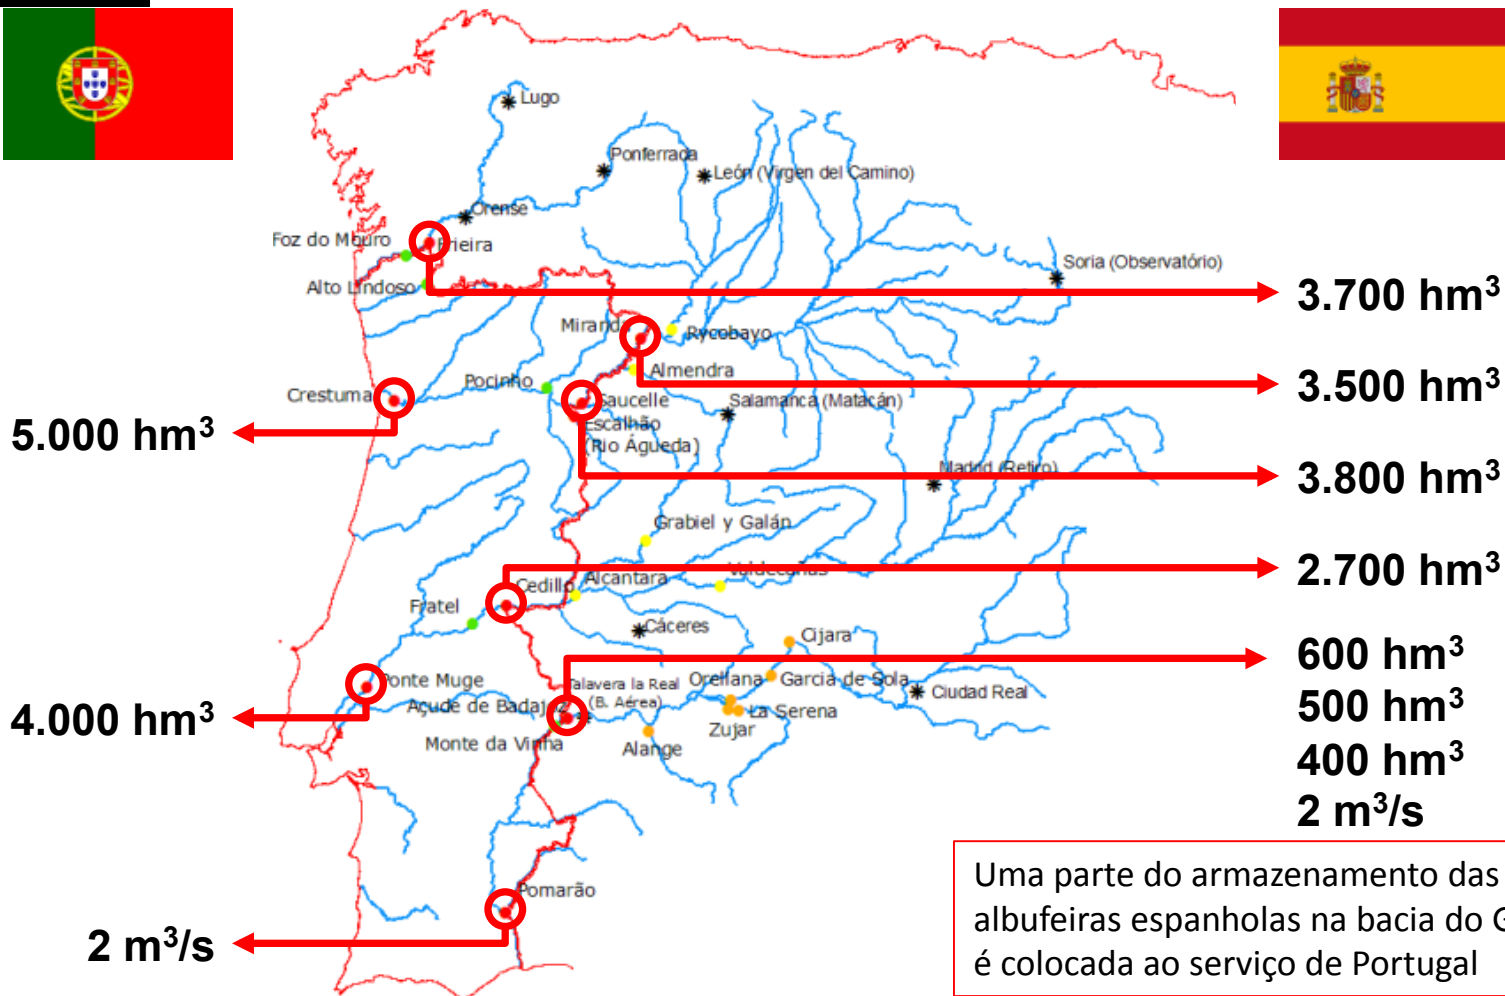 Lugo
Ponferrada
León (Virgen del Camino)
Orense
Foz do Mouro
Frieira
Soria (Observatório)
Alto Lindoso
3.700 hm³
Miranda
Rycobayo
Almendra
3.500 hm³
Pocinho
Crestuma
Saucelle
Salamanca (Matacán)
Escalhão
(Rio Águeda)
5.000 hm³
Madrid (Retiro)
3.800 hm³
Grabiel y Galán
Cedillo
Alcantara
Valdecañas
2.700 hm³
Fratel
Cáceres
Cijara
600 hm³
Ponte Muge
Talavera la Real
(B. Aérea)
Orellana
Garcia de Sola
Ciudad Real
Açude de Badajoz
La Serena
500 hm³
4.000 hm³
Monte da Vinha
Alange
Zujar
400 hm³
2 m³/s
Pomarão
2 m³/s
Uma parte do armazenamento das
albufeiras espanholas na bacia do
é colocada ao serviço de Portugal